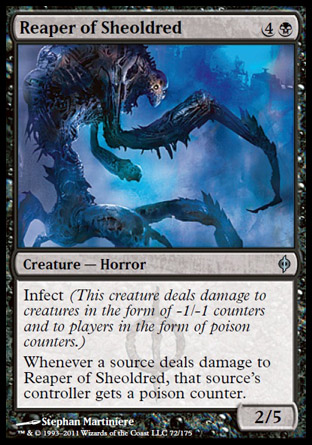 Reaper of Sheoldred 4
Creature — Horror
Infect (This creature deals damage to
creatures in the form of -1/-1 counters
and to players in the form of poison
counters.)
Whenever a source deals damage to
Reaper of Sheoldred, that source's
controller gets a poison counter.
Stephan Martiniere
™ & © 1993–2011 Wizards of the Coast LLC 72/175
2/5